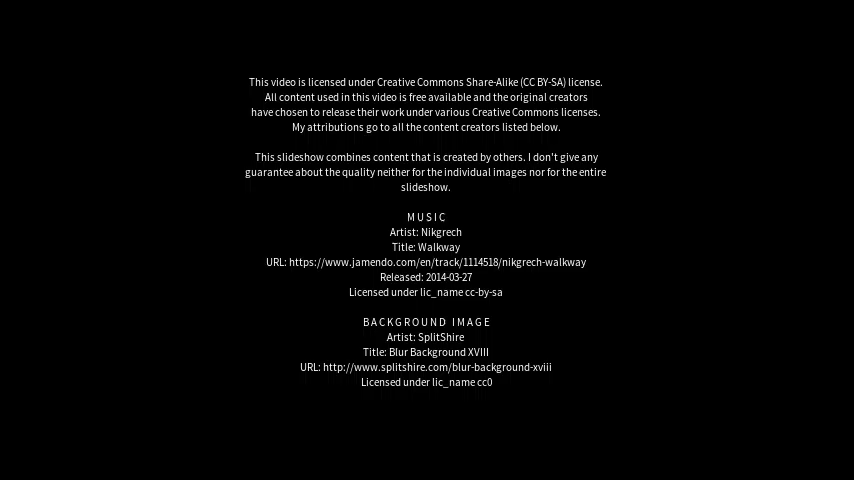 This video is licensed under Creative Commons Share-Alike (CC BY-SA) license.
All content used in this video is free available and the original creators
have chosen to release their work under various Creative Commons licenses.
My attributions go to all the content creators listed below.
This slideshow combines content that is created by others. I don't give any
guarantee about the quality neither for the individual images nor for the entire
slideshow.
MUSIC
Artist: Nikgrech
Title: Walkway
URL: https://www.jamendo.com/en/track/1114518/nikgrech-walkway
Released: 2014-03-27
Licensed under lic_name cc-by-sa
BACKGROUND IMAGE
Artist: SplitShire
Title: Blur Background XVIII
URL: http://www.splitshire.com/blur-background-xviii
Licensed under lic_name cc0